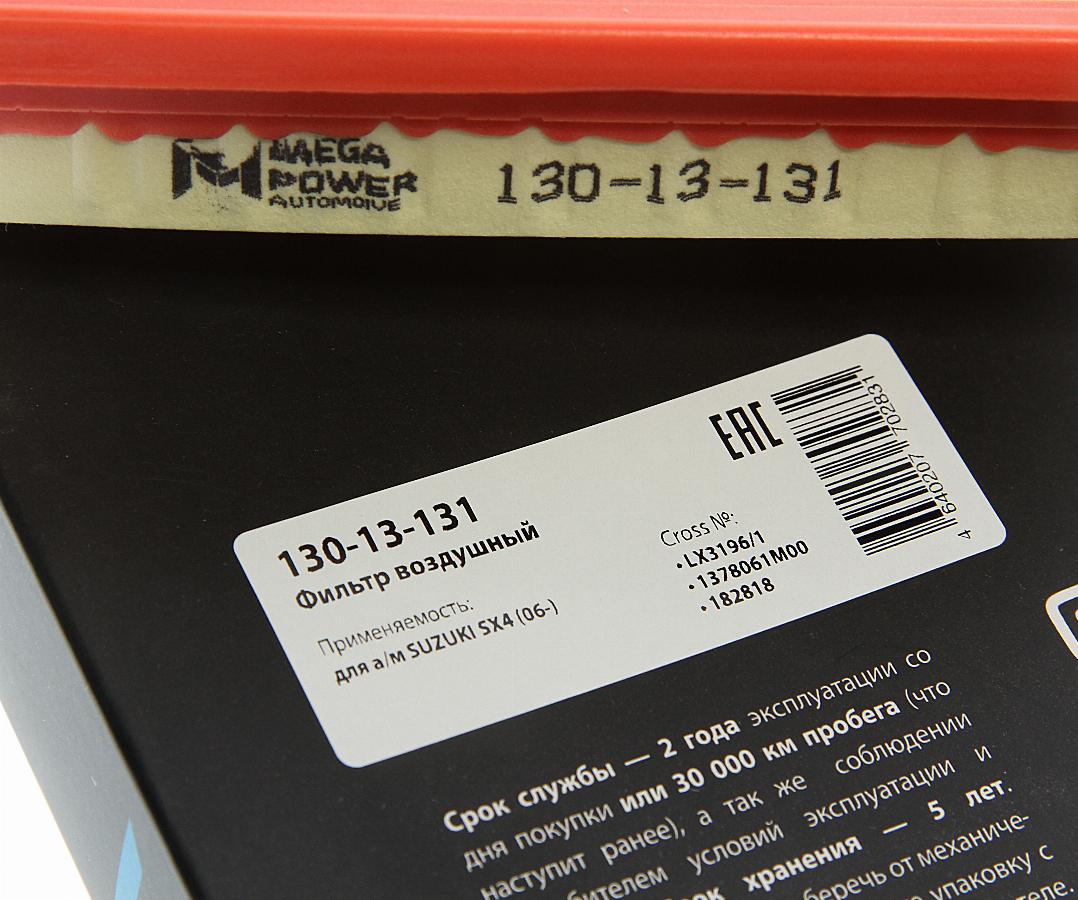 MEGA
POWER
AUTOMOIVE
130-13-131
EAC
4 640207 702831
130-13-131
Фильтр воздушный
Применяемость:
для а/м SUZUKI SX4 (06-)
Cross №:
•LX3196/1
•1378061M00
•182818
Срок службы — 2 года эксплуатации со
дня покупки или 30 000 км пробега (что
наступит ранее), а так же соблюдении
условий эксплуатации и
хранения — 5 лет.
от механиче-
упаковку с